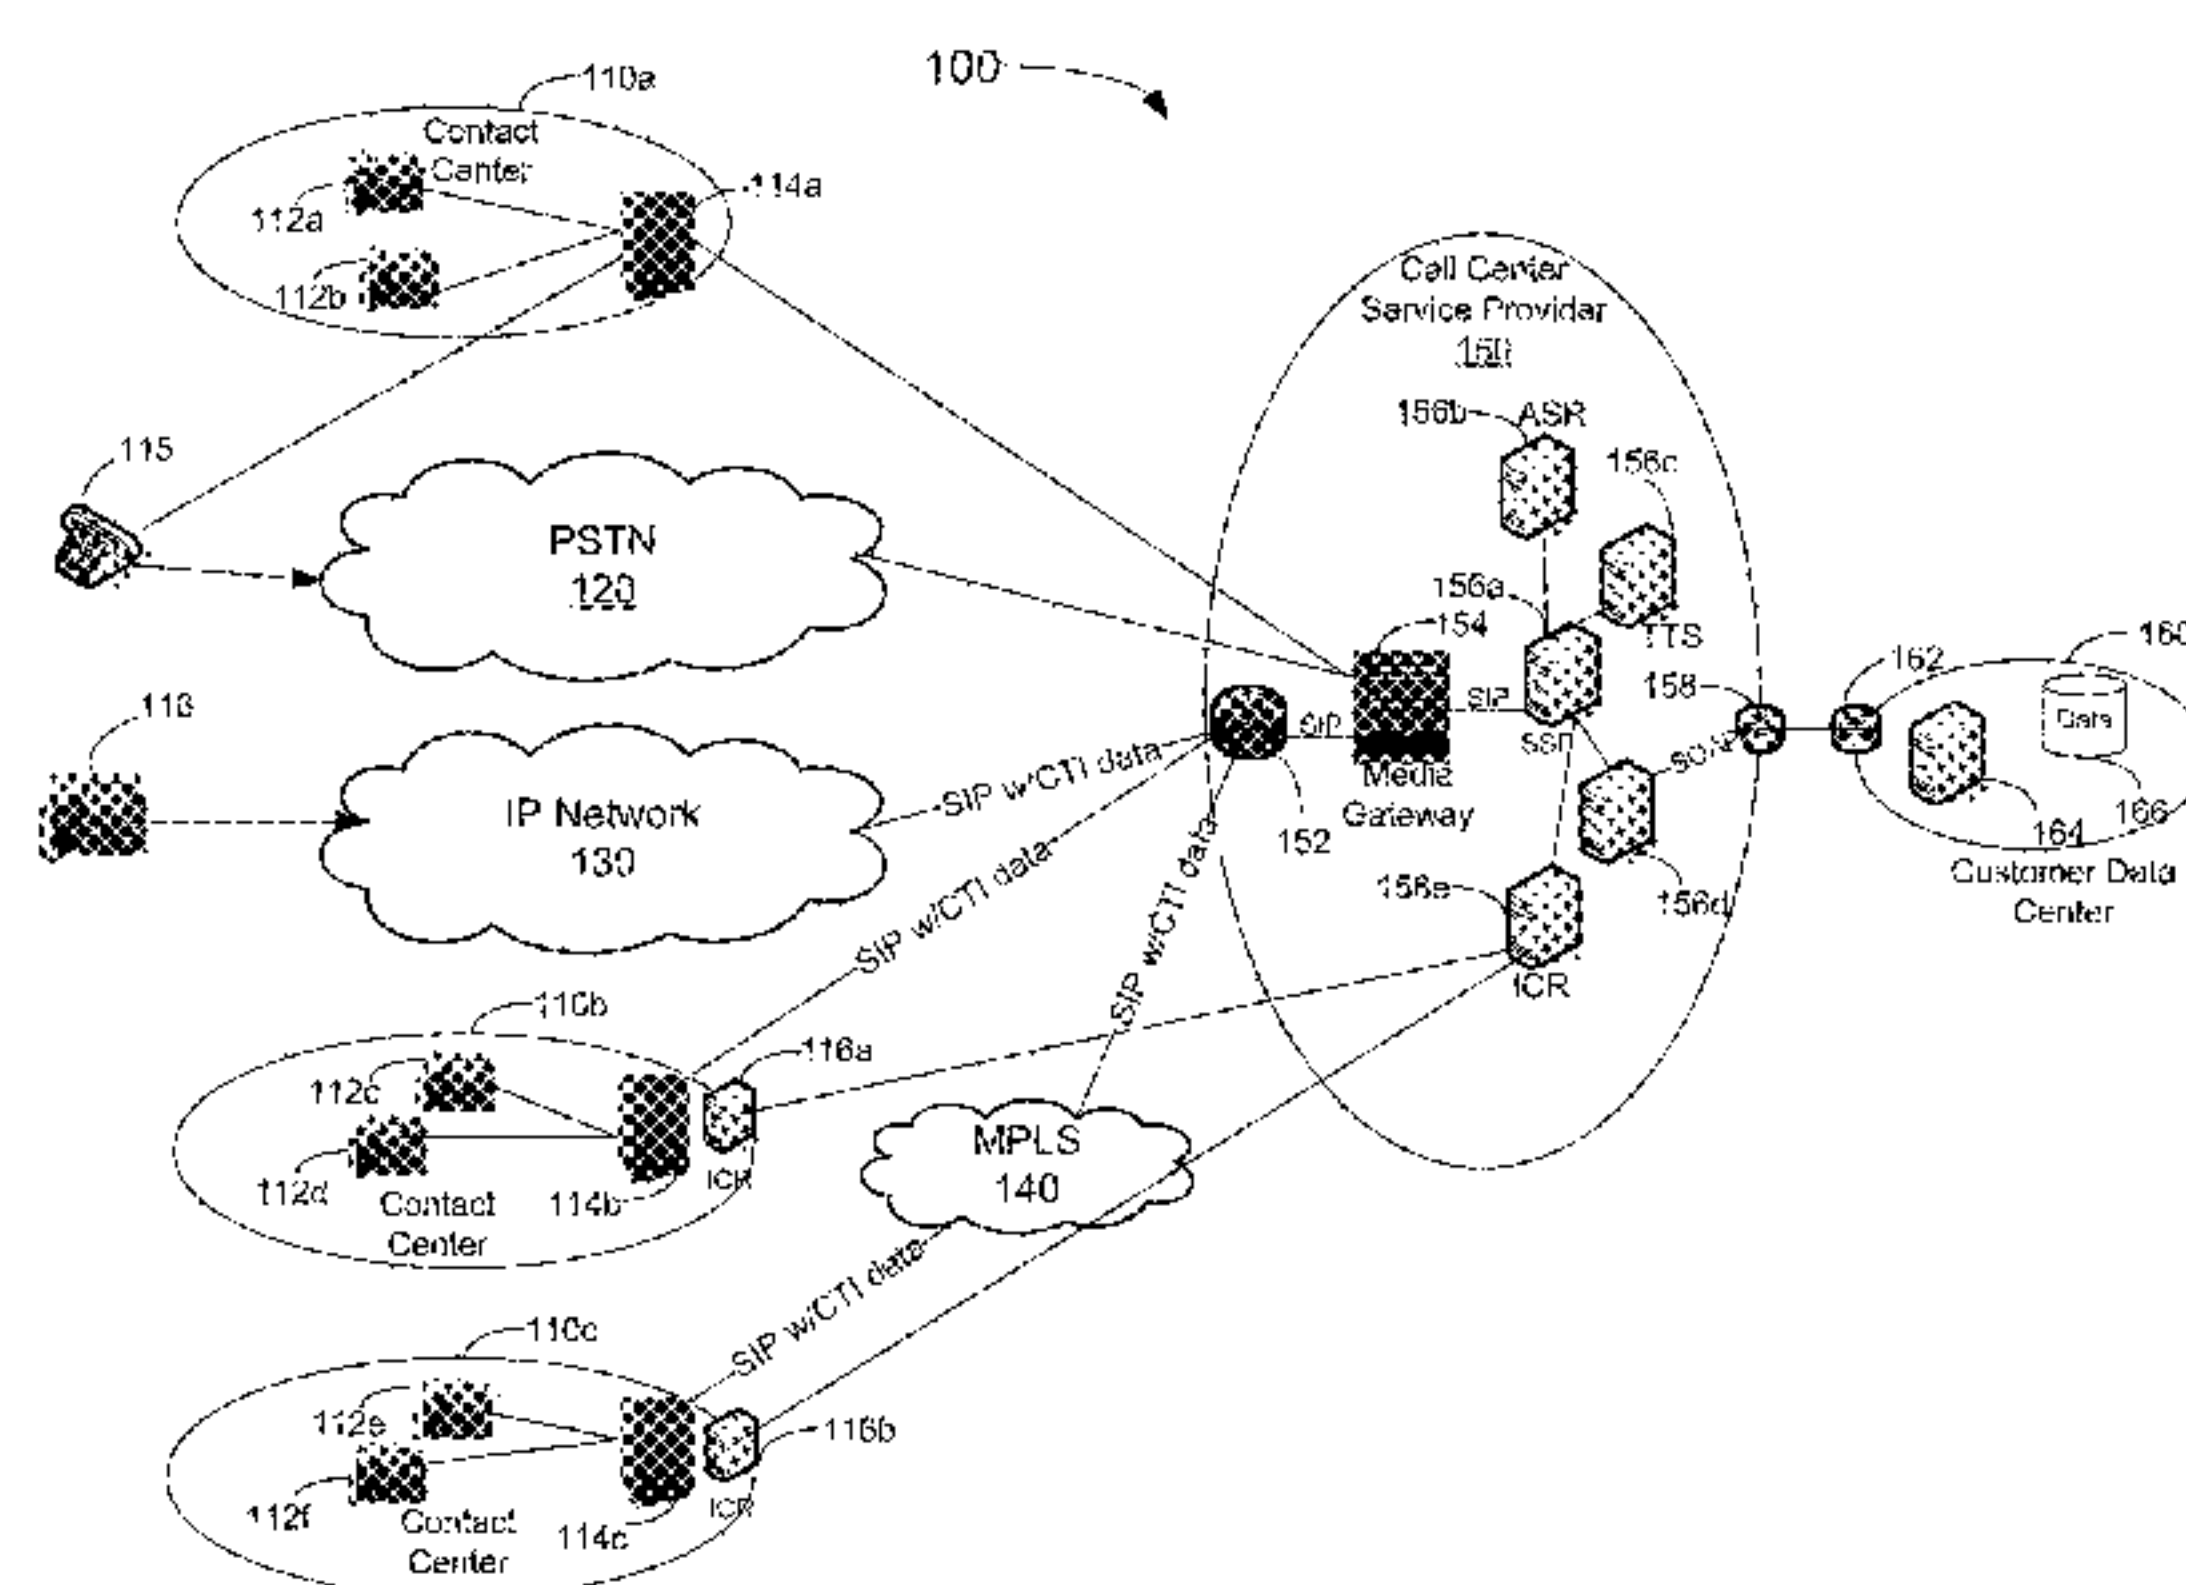 100
110a
Contact
Center
112a
112b
114a
115
PSTN
120
118
IP Network
130
SIP w/CTI data
SIP w/CTI data
SIP w/CTI data
SIP w/CTI data
110b
112c
112d
Contact
Center
114b
116a
ICR
MPLS
140
110c
112e
112f
Contact
Center
114c
116b
ICR
Call Center
Service Provider
150
156b
ASR
156c
TTS
156a
154
SIP
SIP
Media
Gateway
152
158
SOAP
156d
156e
ICR
162
160
Data
166
164
Customer Data
Center